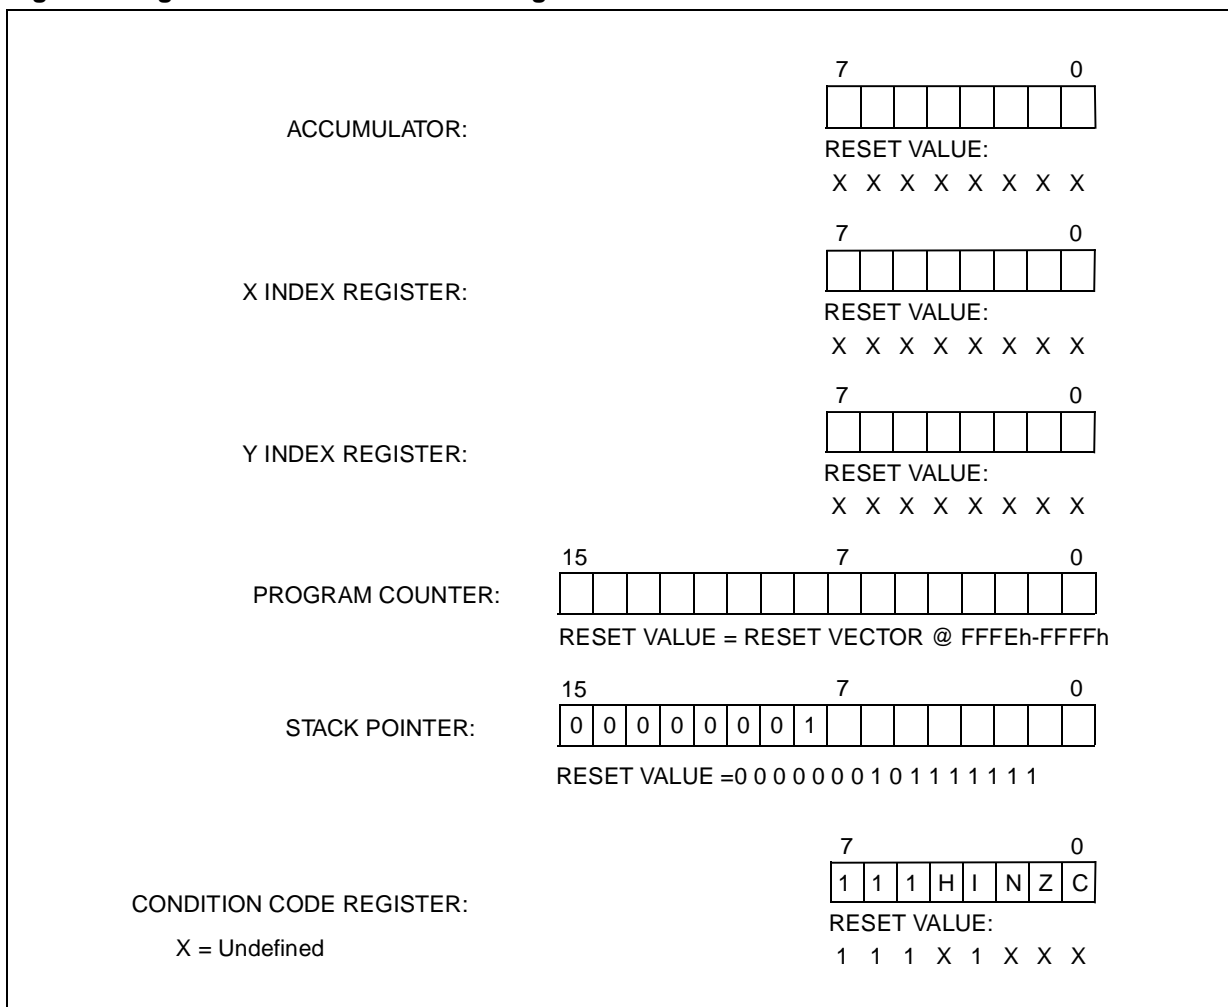 7 0
ACCUMULATOR:
RESET VALUE:
X X X X X X X X
7 0
X INDEX REGISTER:
RESET VALUE:
X X X X X X X X
7 0
Y INDEX REGISTER:
RESET VALUE:
X X X X X X X X
15 7 0
PROGRAM COUNTER:
RESET VALUE = RESET VECTOR @ FFFEh-FFFFh
15 7 0
STACK POINTER: 0 0 0 0 0 0 0 1
RESET VALUE =0 0 0 0 0 0 0 1 0 1 1 1 1 1 1 1
7 0
1 1 1 H I N Z C
CONDITION CODE REGISTER:
RESET VALUE:
X = Undefined
1 1 1 X 1 X X X